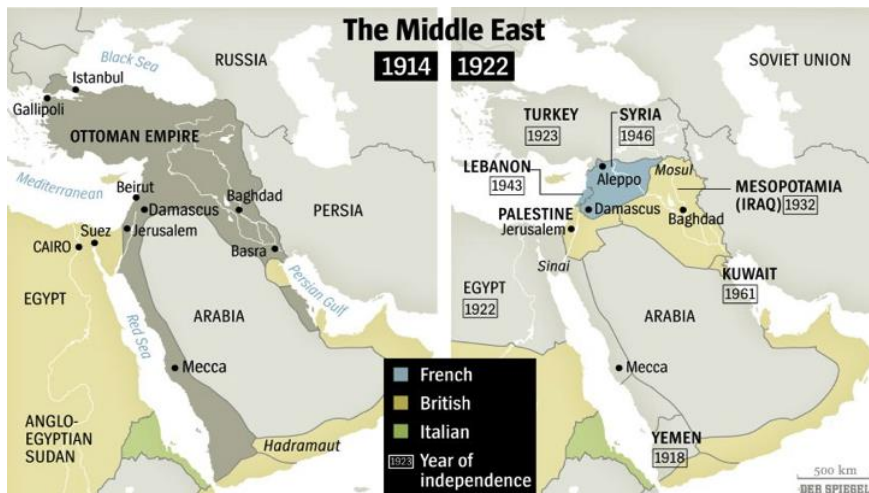 The Middle East
1914
1922
Black Sea
RUSSIA
Istanbul
Gallipoli
OTTOMAN EMPIRE
Mediterranean
Beirut
Damascus
Baghdad
PERSIA
Suez
Jerusalem
CAIRO
Basra
Persian Gulf
EGYPT
Red Sea
ARABIA
Mecca
ANGLO-
EGYPTIAN
SUDAN
Hadramaut
SOVIET UNION
TURKEY
1923
SYRIA
1946
LEBANON
1943
Aleppo
Mosul
MESOPOTAMIA
(IRAQ) 1932
PALESTINE
Damascus
Baghdad
Jerusalem
Sinai
KUWAIT
1961
EGYPT
1922
ARABIA
Mecca
YEMEN
1918
French
British
Italian
1923 Year of
independence
500 km
DER SPIEGEL